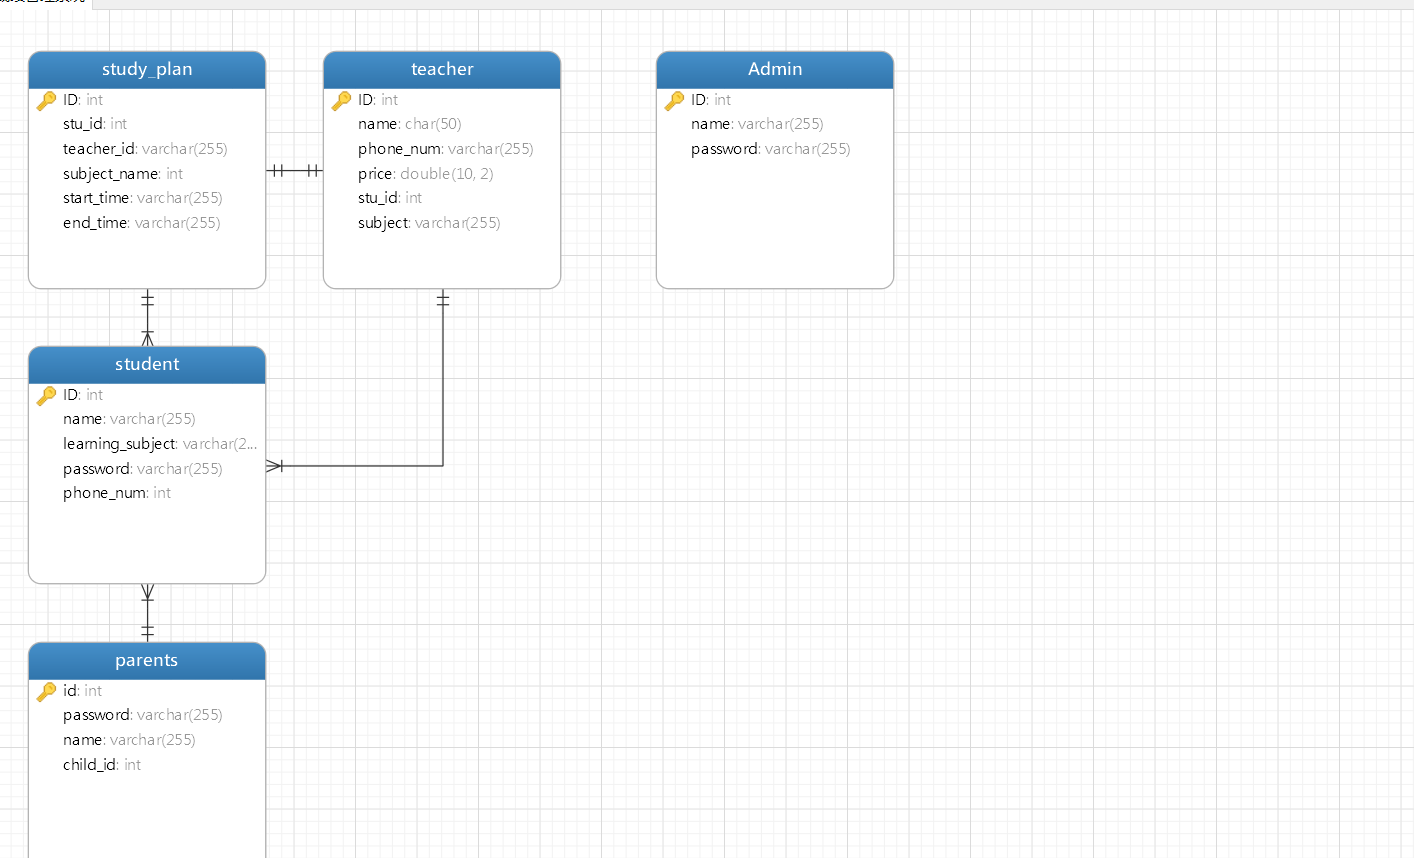 study_plan
ID: int
stu_id: int
teacher_id: varchar(255)
subject_name: int
start_time: varchar(255)
end_time: varchar(255)
teacher
ID: int
name: char(50)
phone_num: varchar(255)
price: double(10, 2)
stu_id: int
subject: varchar(255)
Admin
ID: int
name: varchar(255)
password: varchar(255)
student
ID: int
name: varchar(255)
learning_subject: varchar(2...
password: varchar(255)
phone_num: int
parents
id: int
password: varchar(255)
name: varchar(255)
child_id: int